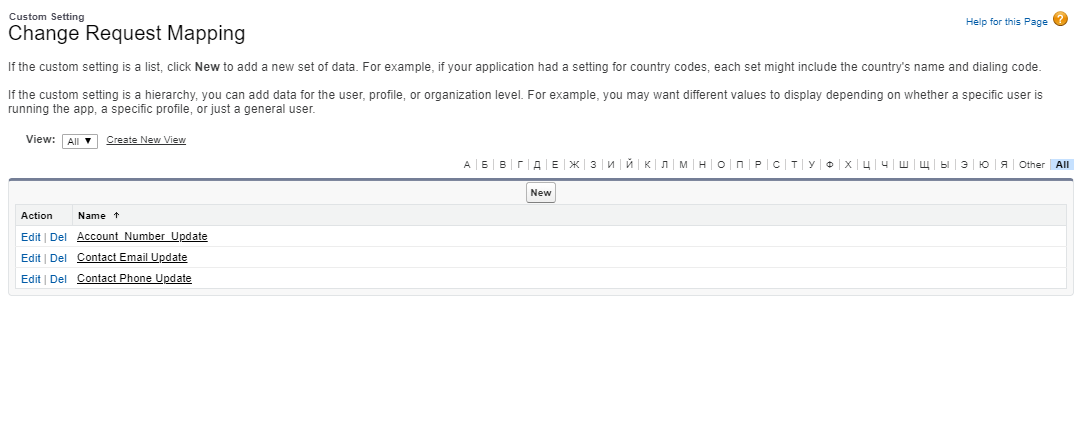 Custom Setting
Change Request Mapping
Help for this Page ?
If the custom setting is a list, click New to add a new set of data. For example, if your application had a setting for country codes, each set might include the country's name and dialing code.
If the custom setting is a hierarchy, you can add data for the user, profile, or organization level. For example, you may want different values to display depending on whether a specific user is
running the app, a specific profile, or just a general user.
View: All ▼ Create New View
А | Б | В | Г | Д | Е | Ж | З | И | Й | К | Л | М | Н | О | П | Р | С | Т | У | Ф | Х | Ц | Ч | Ш | Щ | Ы | Э | Ю | Я | Other | All
New
Action Name ↑
Edit | Del Account_Number_Update
Edit | Del Contact Email Update
Edit | Del Contact Phone Update